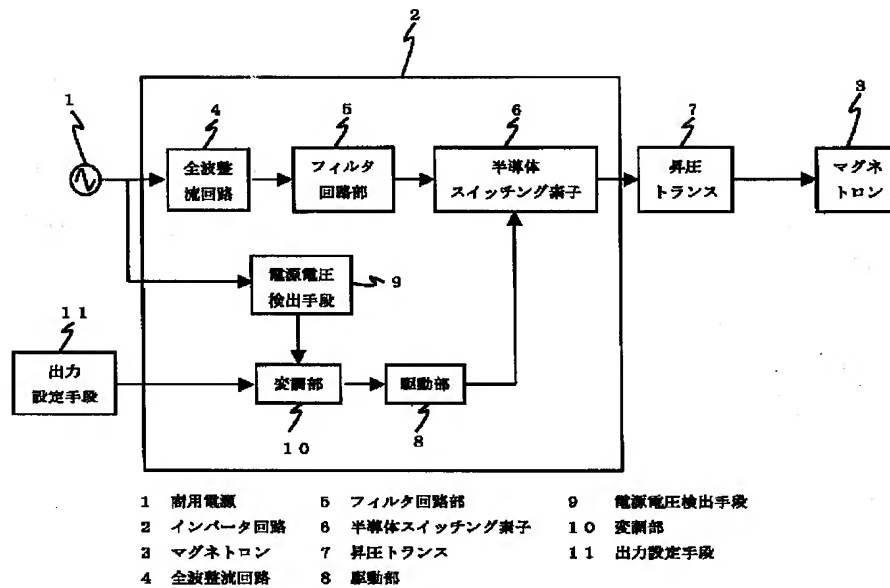 2
1
4
5
6
7
3
全波整
流回路
フィルタ
回路部
半導体
スイッチング素子
昇圧
トランス
マグネ
トロン
電源電圧
検出手段
9
11
出力
設定手段
変調部
駆動部
10
8
1 商用電源
2 インバータ回路
3 マグネトロン
4 全波整流回路
5 フィルタ回路部
6 半導体スイッチング素子
7 昇圧トランス
8 駆動部
9 電源電圧検出手段
10 変調部
11 出力設定手段